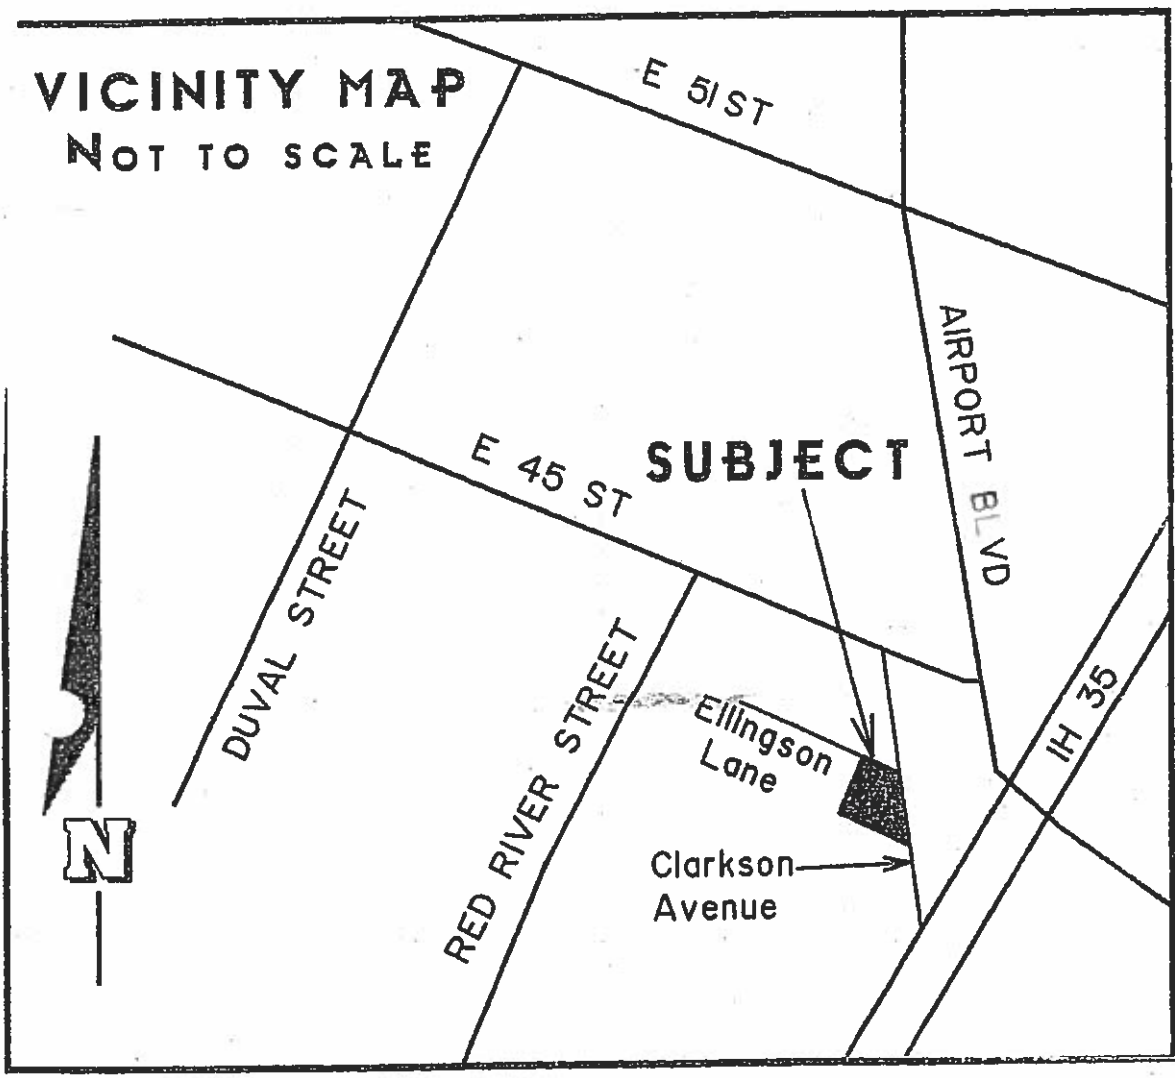 VICINITY MAP
NOT TO SCALE
E 51 ST
AIRPORT BLVD
SUBJECT
E 45 ST
DUVAL STREET
RED RIVER STREET
Ellingson
Lane
IH 35
Clarkson
Avenue
N